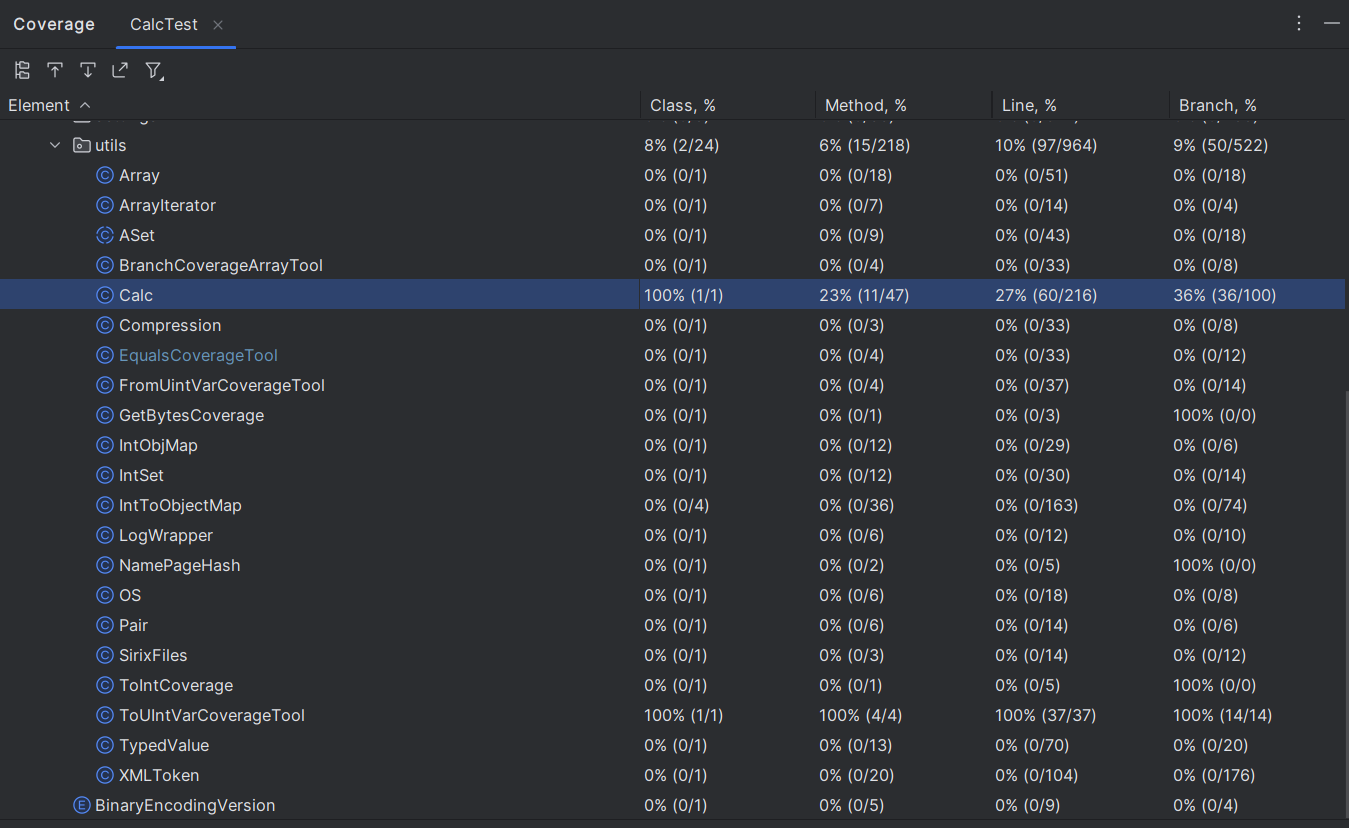 Coverage CalcTest
Element Class, % Method, % Line, % Branch, %
utils 8% (2/24) 6% (15/218) 10% (97/964) 9% (50/522)
Array 0% (0/1) 0% (0/18) 0% (0/51) 0% (0/18)
ArrayIterator 0% (0/1) 0% (0/7) 0% (0/14) 0% (0/4)
ASet 0% (0/1) 0% (0/9) 0% (0/43) 0% (0/18)
BranchCoverageArrayTool 0% (0/1) 0% (0/4) 0% (0/33) 0% (0/8)
Calc 100% (1/1) 23% (11/47) 27% (60/216) 36% (36/100)
Compression 0% (0/1) 0% (0/3) 0% (0/33) 0% (0/8)
EqualsCoverageTool 0% (0/1) 0% (0/4) 0% (0/33) 0% (0/12)
FromUintVarCoverageTool 0% (0/1) 0% (0/4) 0% (0/37) 0% (0/14)
GetBytesCoverage 0% (0/1) 0% (0/1) 0% (0/3) 100% (0/0)
IntObjMap 0% (0/1) 0% (0/12) 0% (0/29) 0% (0/6)
IntSet 0% (0/1) 0% (0/12) 0% (0/30) 0% (0/14)
IntToObjectMap 0% (0/4) 0% (0/36) 0% (0/163) 0% (0/74)
LogWrapper 0% (0/1) 0% (0/6) 0% (0/12) 0% (0/10)
NamePageHash 0% (0/1) 0% (0/2) 0% (0/5) 100% (0/0)
OS 0% (0/1) 0% (0/6) 0% (0/18) 0% (0/8)
Pair 0% (0/1) 0% (0/6) 0% (0/14) 0% (0/6)
SirixFiles 0% (0/1) 0% (0/3) 0% (0/14) 0% (0/12)
ToIntCoverage 0% (0/1) 0% (0/1) 0% (0/5) 100% (0/0)
ToUIntVarCoverageTool 100% (1/1) 100% (4/4) 100% (37/37) 100% (14/14)
TypedValue 0% (0/1) 0% (0/13) 0% (0/70) 0% (0/20)
XMLToken 0% (0/1) 0% (0/20) 0% (0/104) 0% (0/176)
BinaryEncodingVersion 0% (0/1) 0% (0/5) 0% (0/9) 0% (0/4)